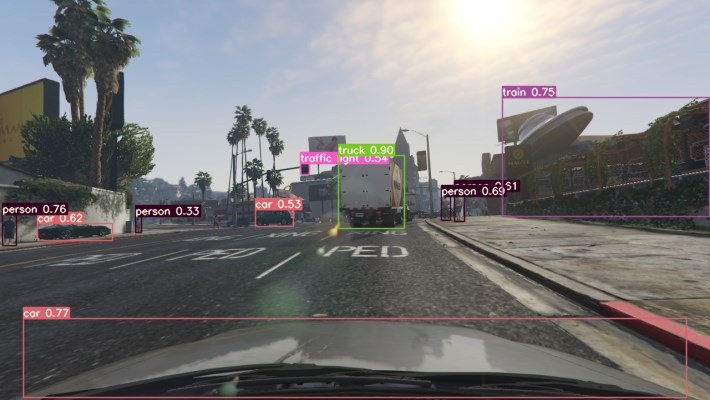 train 0.75
truck 0.90
traffic light 0.54
person 0.69
person 0.76
car 0.53
person 0.33
car 0.62
PED
PED
car 0.77